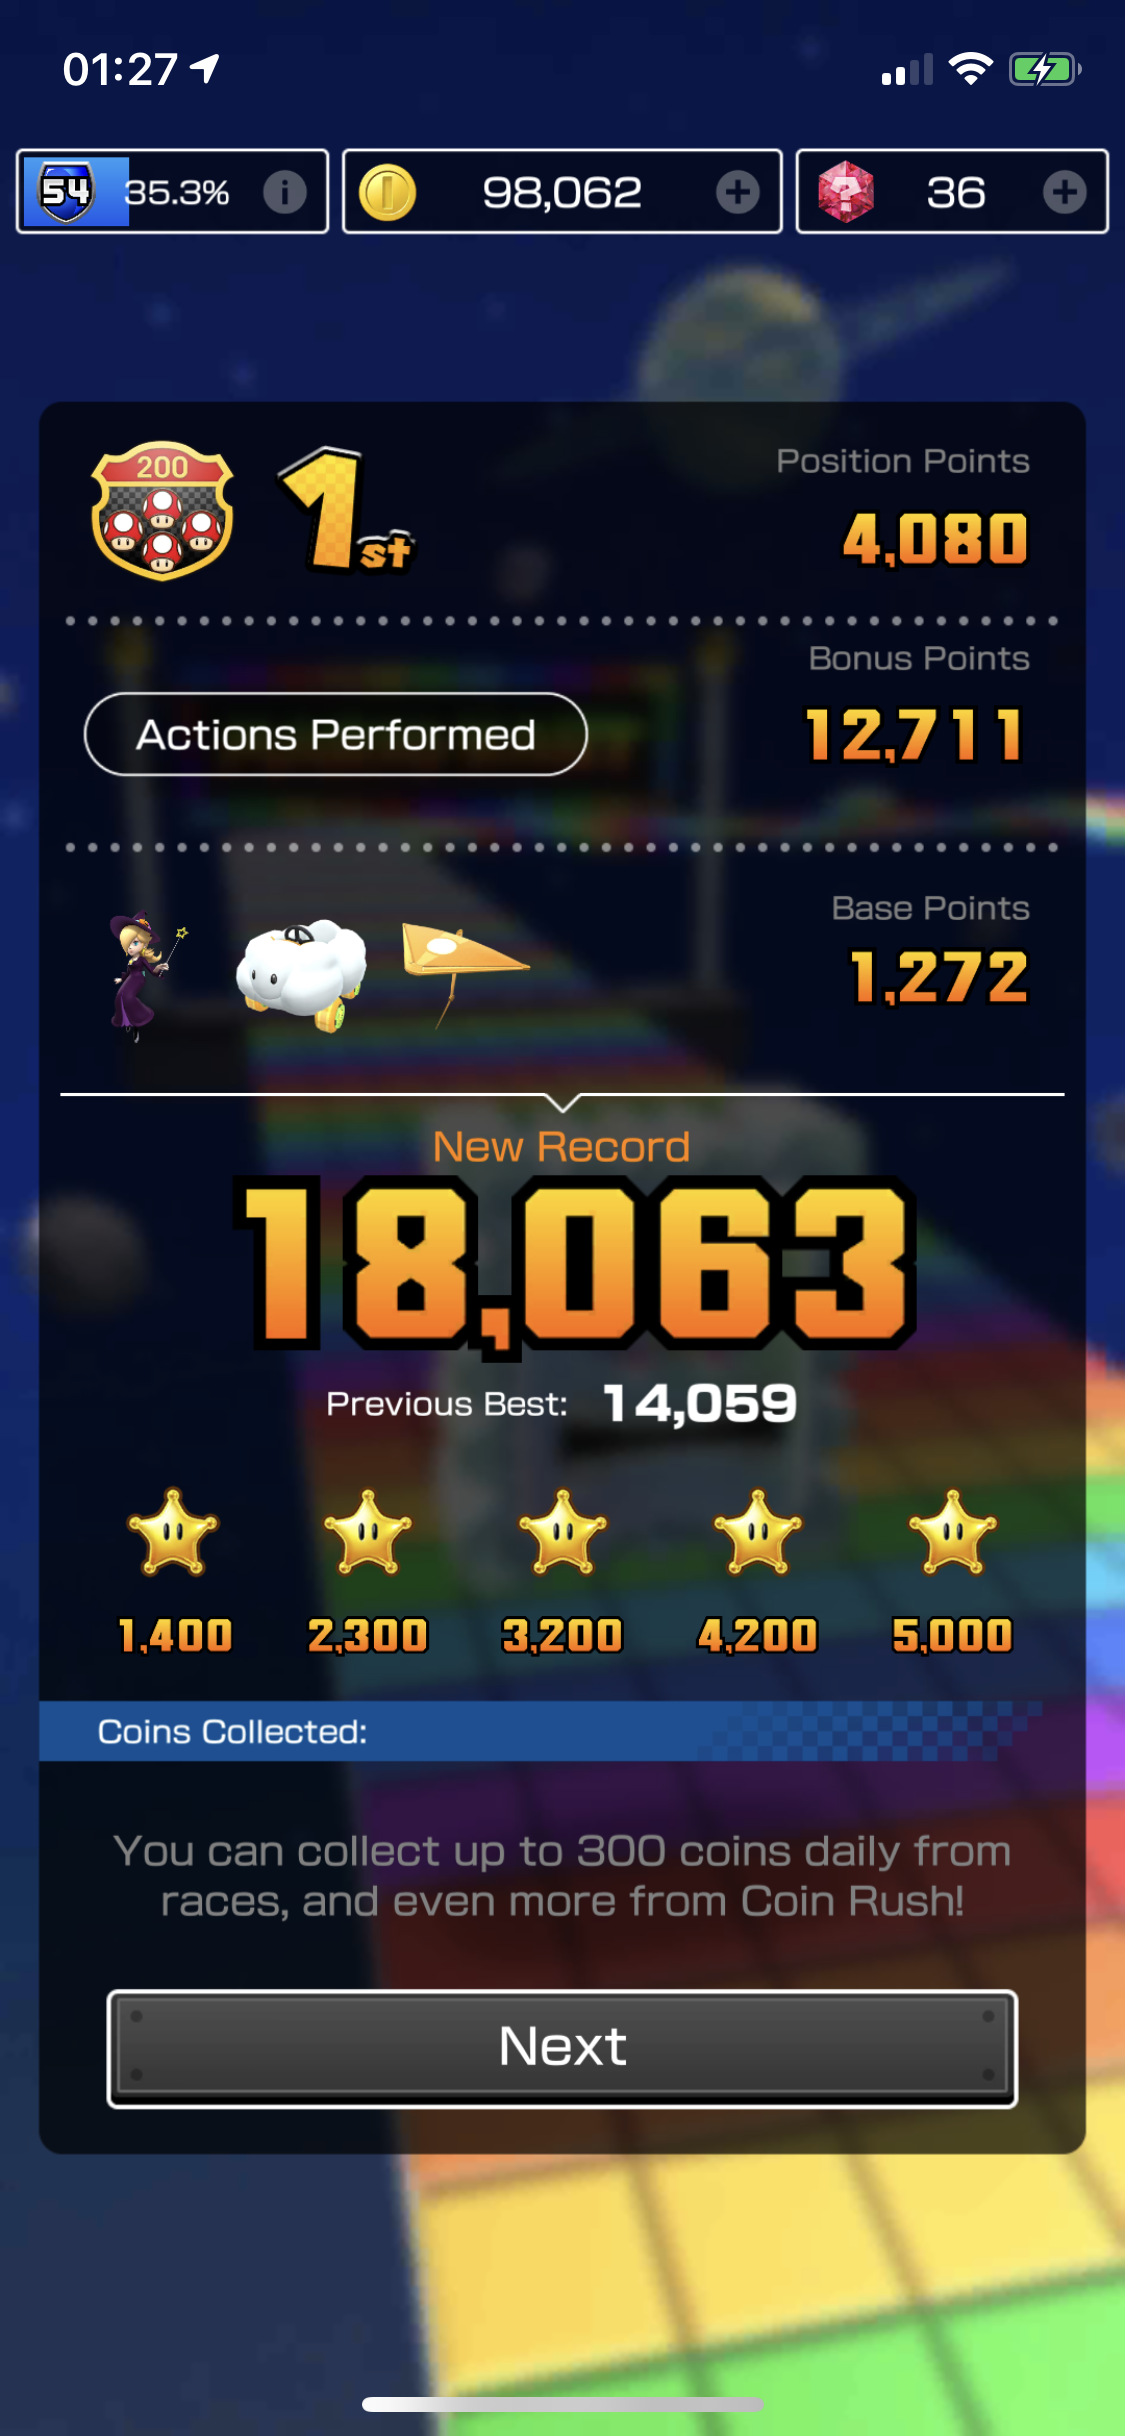 01:27
54 35.3% i 98,062 + ? 36 +
200 1st Position Points
4,080
Bonus Points
Actions Performed 12,711
Base Points
1,272
New Record
18,063
Previous Best: 14,059
1,400 2,300 3,200 4,200 5,000
Coins Collected:
You can collect up to 300 coins daily from
races, and even more from Coin Rush!
Next